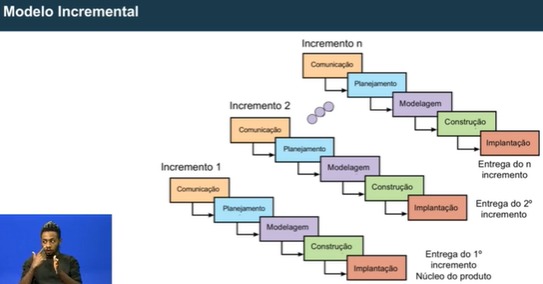 Modelo Incremental
Incremento n
Comunicação
Planejamento
Modelagem
Construção
Implantação
Entrega do n
incremento
Incremento 2
Comunicação
Planejamento
Modelagem
Construção
Implantação
Entrega do 2º
incremento
Incremento 1
Comunicação
Planejamento
Modelagem
Construção
Implantação
Entrega do 1º
incremento
Núcleo do produto